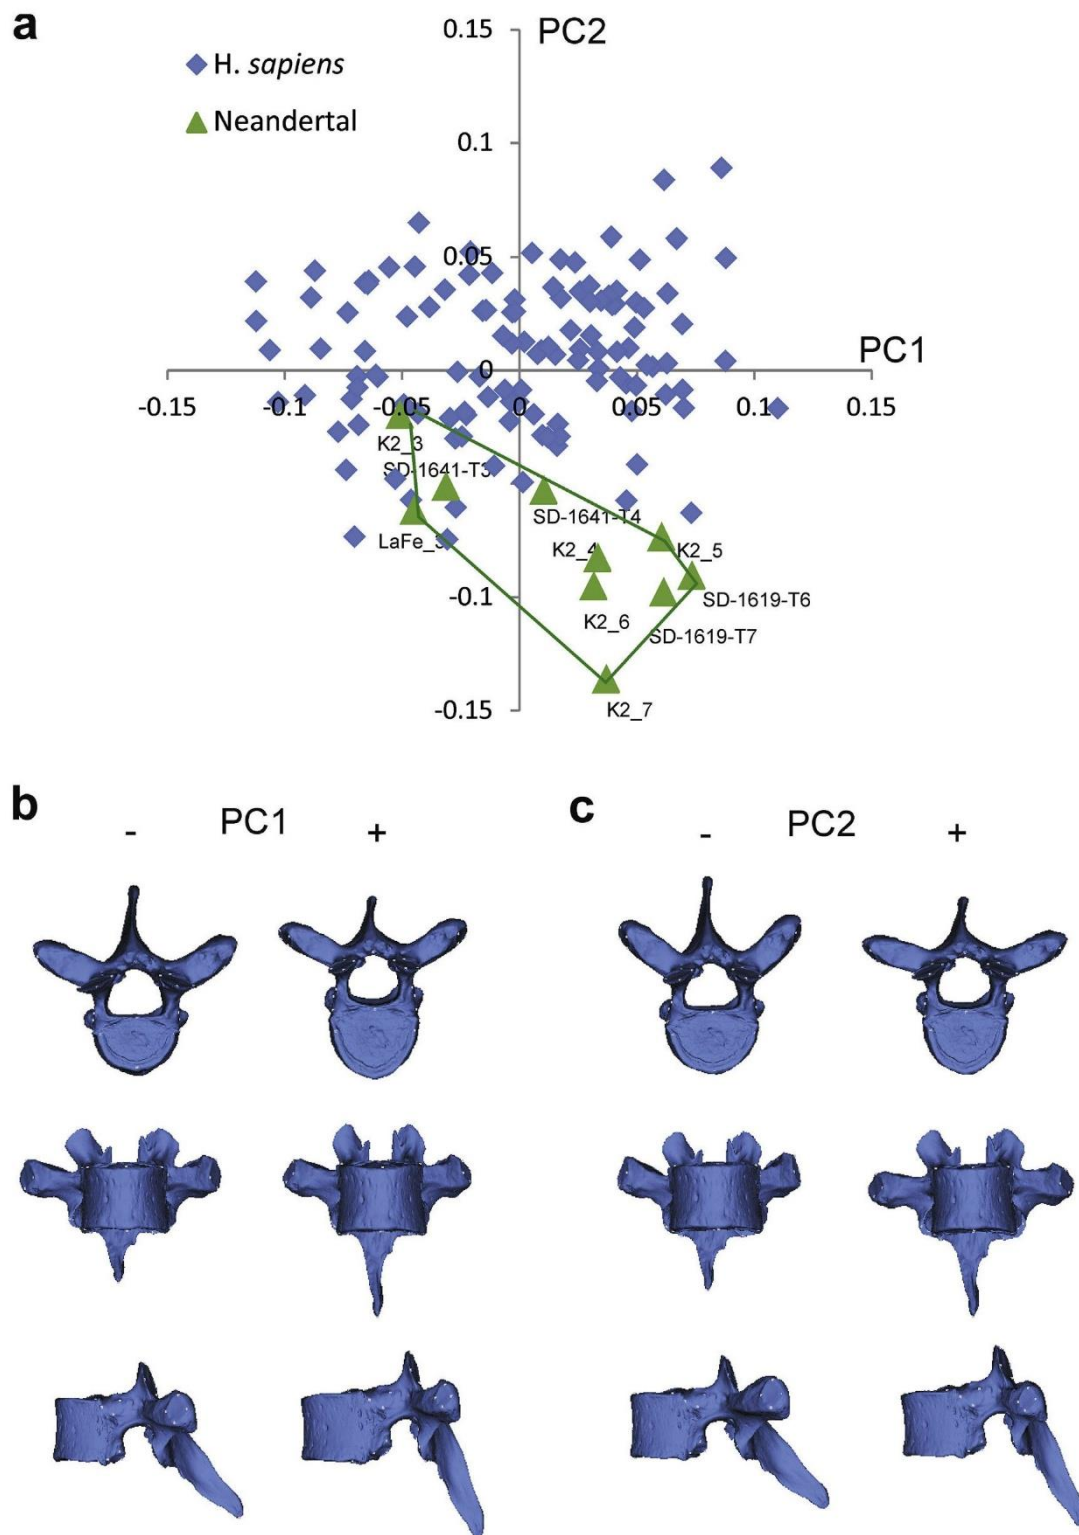 a
0.15
PC2
H. sapiens
Neandertal
0.1
0.05
PC1
0
-0.15
-0.1
-0.05
0
0.05
0.1
0.15
K2_3
SD-1641-T3
SD-1641-T4
LaFe_3
K2_4
K2_5
-0.1
SD-1619-T6
K2_6
SD-1619-T7
-0.15
K2_7
b
PC1
- +
c
PC2
- +